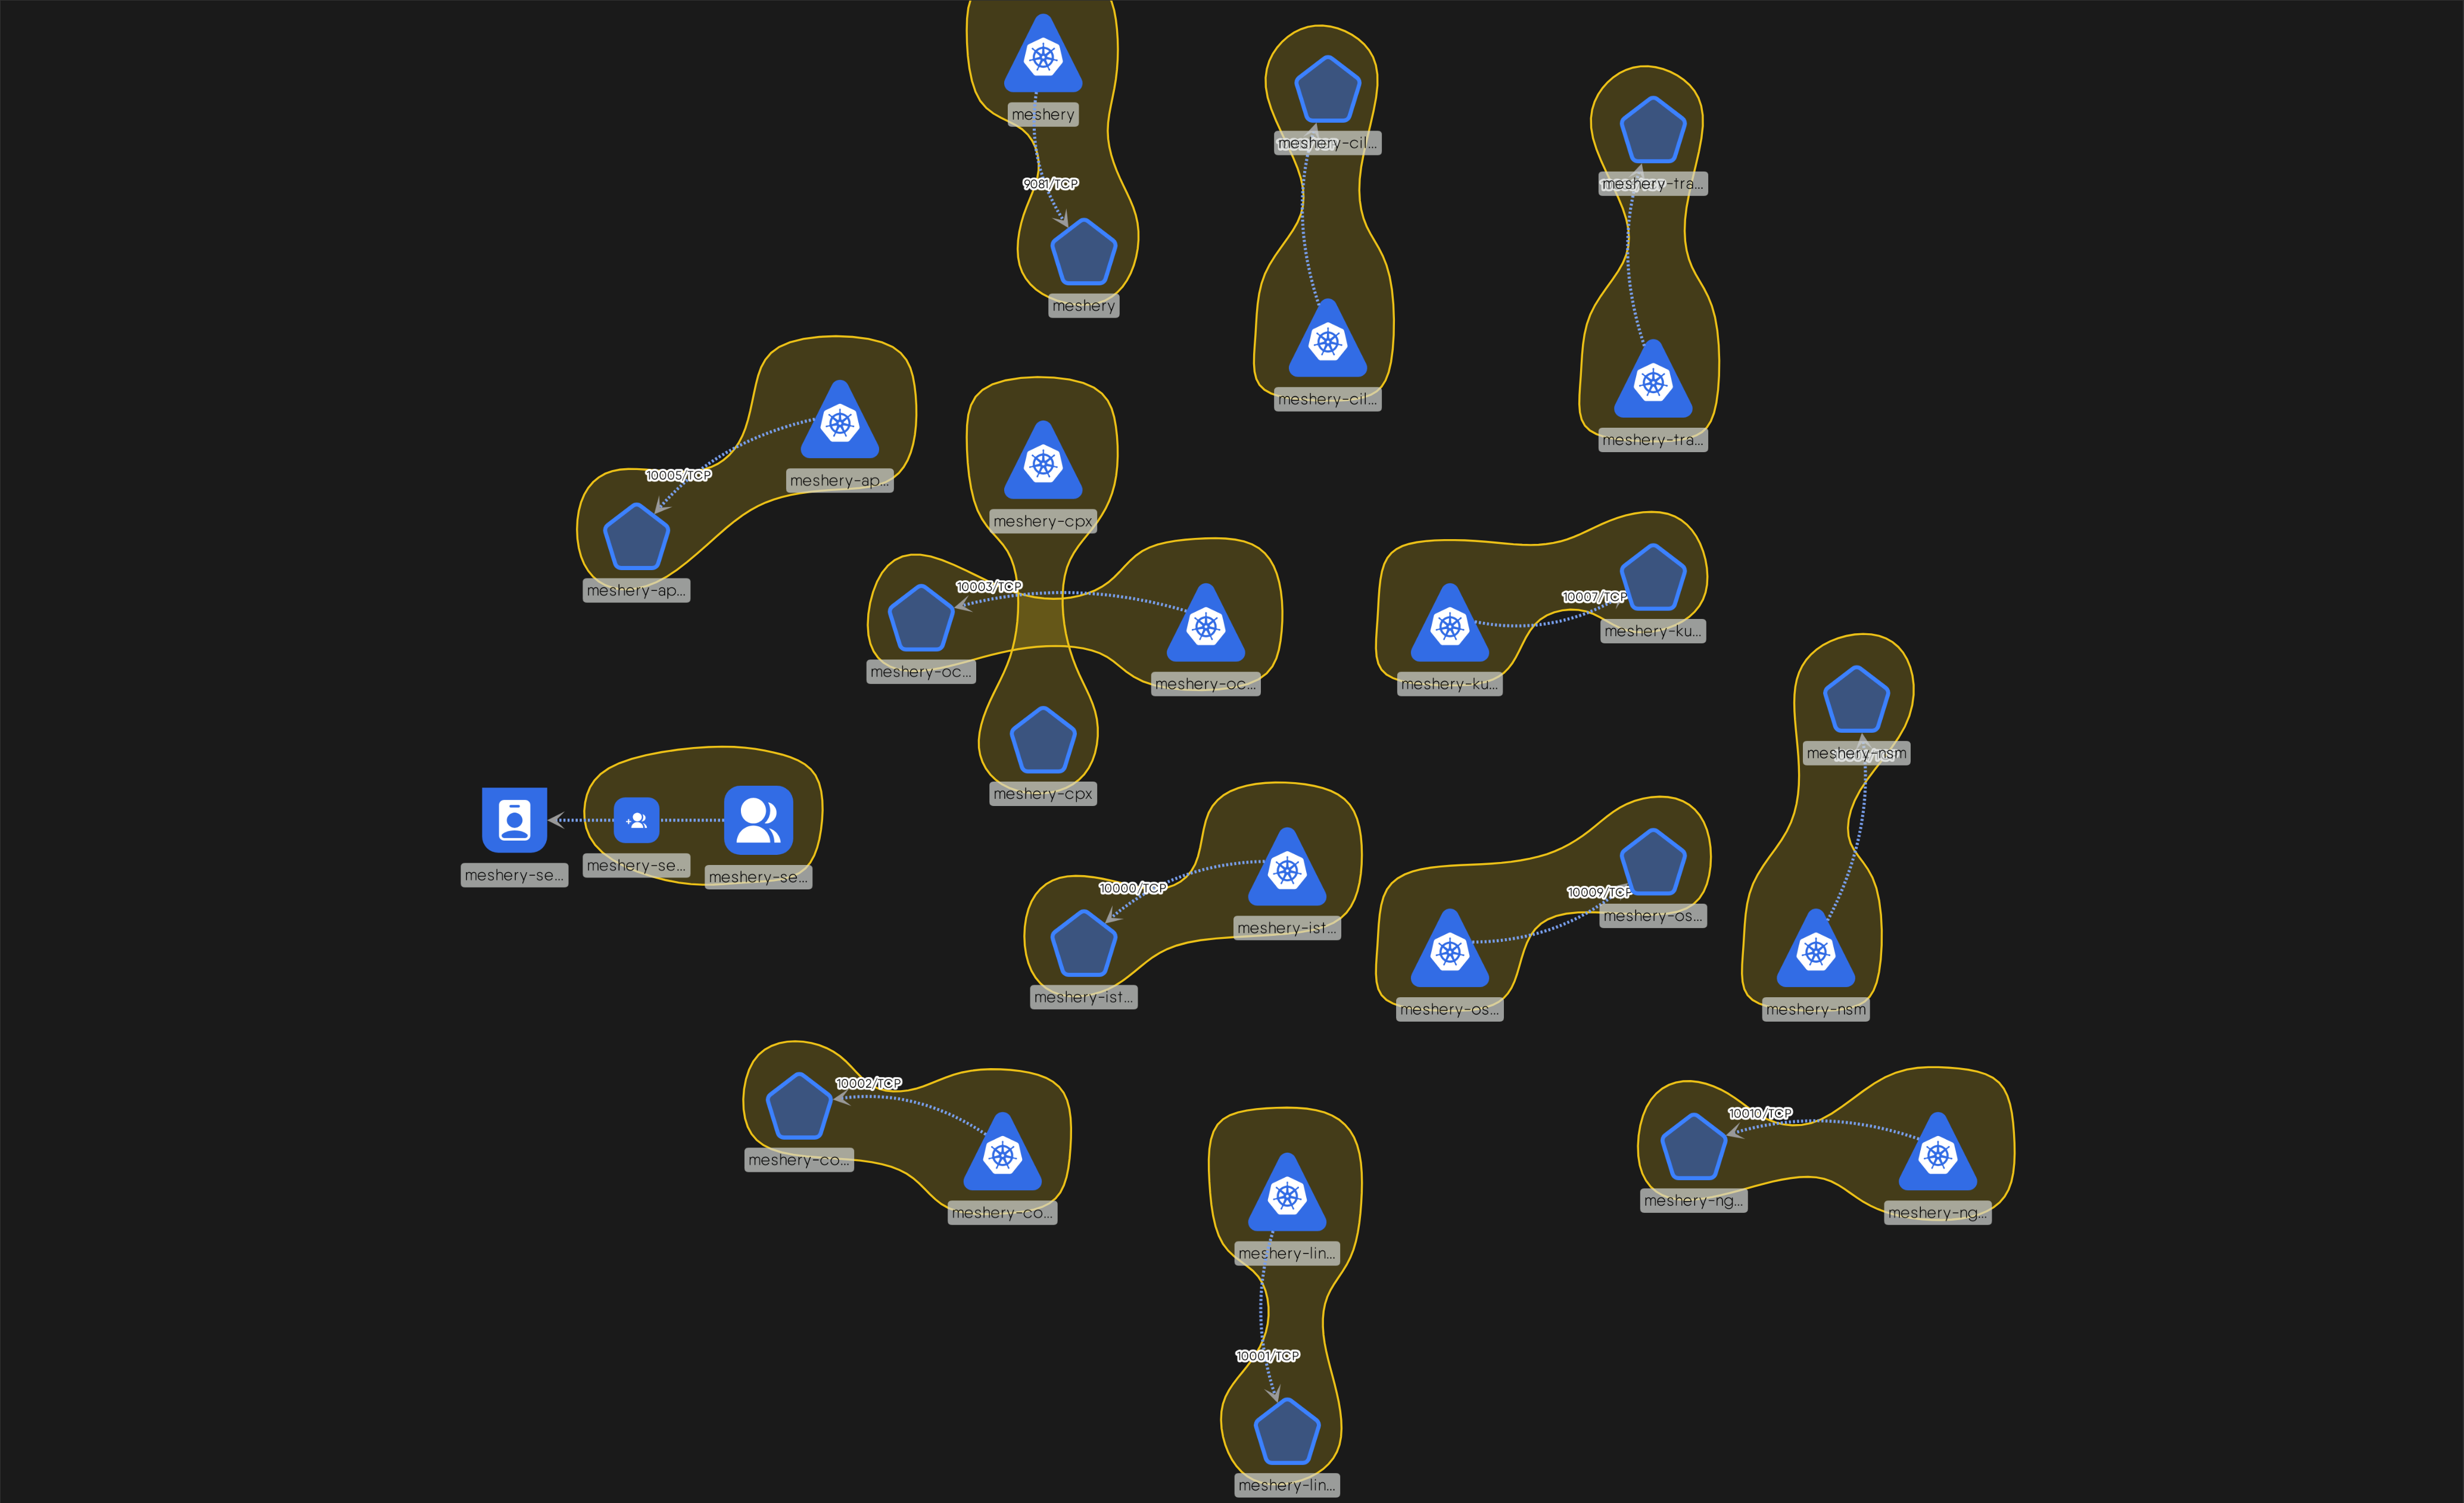 meshery
9081/TCP
meshery
meshery-cil...
meshery-cil...
meshery-tra...
meshery-tra...
meshery-ap...
10005/TCP
meshery-ap...
meshery-cpx
10003/TCP
meshery-oc...
meshery-oc...
meshery-cpx
10007/TCP
meshery-ku...
meshery-ku...
meshery-nsm
meshery-nsm
meshery-se...
meshery-se...
meshery-se...
10000/TCP
meshery-ist...
meshery-ist...
10009/TCP
meshery-os...
meshery-os...
10002/TCP
meshery-co...
meshery-co...
10010/TCP
meshery-ng...
meshery-ng...
meshery-lin...
10001/TCP
meshery-lin...